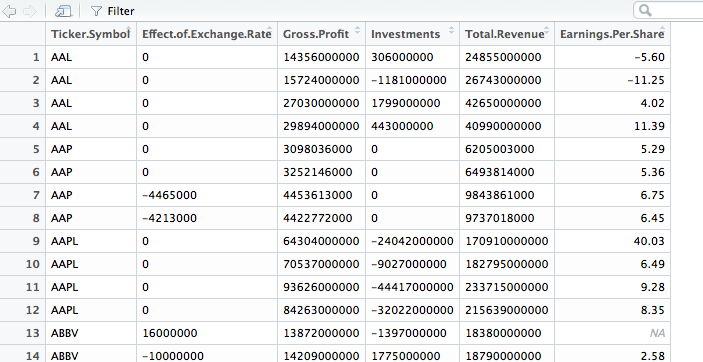 Filter
Ticker.Symbol Effect.of.Exchange.Rate Gross.Profit Investments Total.Revenue Earnings.Per.Share
1 AAL 0 14356000000 306000000 24855000000 -5.60
2 AAL 0 15724000000 -1181000000 26743000000 -11.25
3 AAL 0 27030000000 1799000000 42650000000 4.02
4 AAL 0 29894000000 443000000 40990000000 11.39
5 AAP 0 3098036000 0 6205003000 5.29
6 AAP 0 3252146000 0 6493814000 5.36
7 AAP -4465000 4453613000 0 9843861000 6.75
8 AAP -4213000 4422772000 0 9737018000 6.45
9 AAPL 0 64304000000 -24042000000 170910000000 40.03
10 AAPL 0 70537000000 -9027000000 182795000000 6.49
11 AAPL 0 93626000000 -44417000000 233715000000 9.28
12 AAPL 0 84263000000 -32022000000 215639000000 8.35
13 ABBV 16000000 13872000000 -1397000000 18380000000 NA
14 ABBV -10000000 14209000000 1775000000 18790000000 2.58